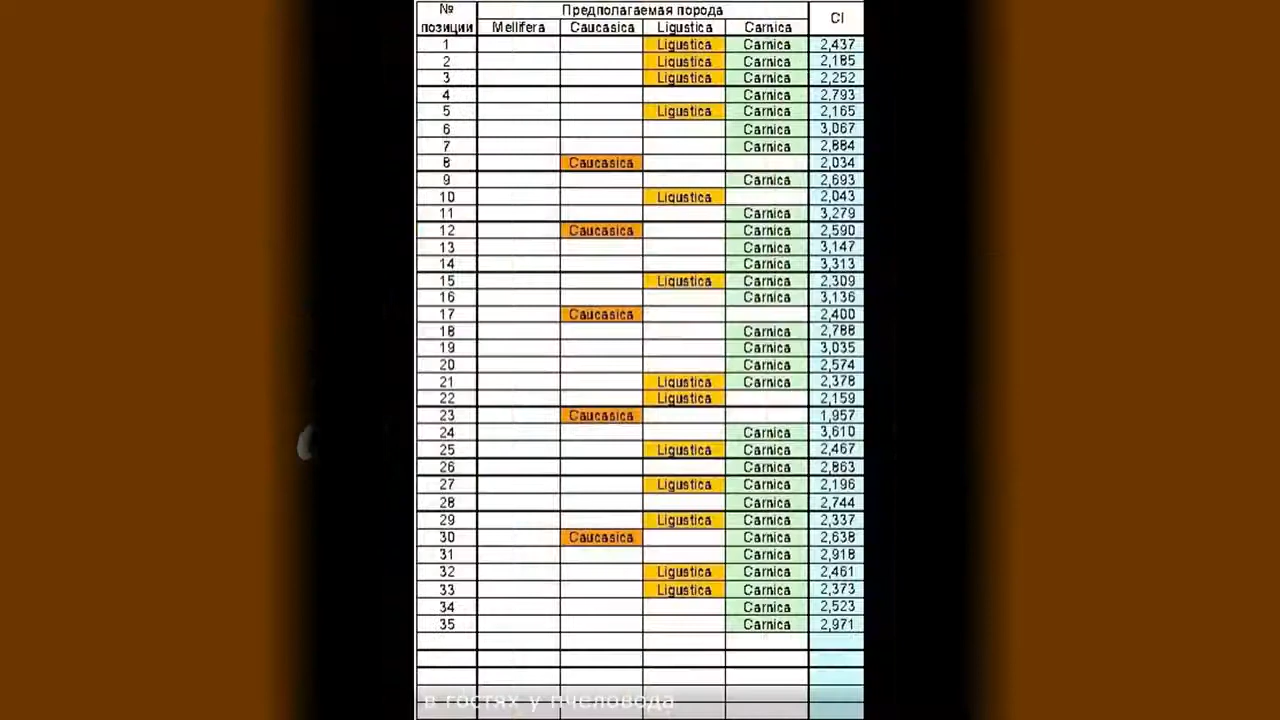 № позиции Предполагаемая порода CI
Mellifera Caucasica Ligustica Carnica
1 Ligustica Carnica 2,437
2 Ligustica Carnica 2,185
3 Ligustica Carnica 2,252
4 Carnica 2,793
5 Ligustica Carnica 2,165
6 Carnica 3,067
7 Carnica 2,884
8 Caucasica 2,034
9 Carnica 2,693
10 Ligustica 2,043
11 Carnica 3,279
12 Caucasica Carnica 2,590
13 Carnica 3,147
14 Carnica 3,313
15 Ligustica Carnica 2,309
16 Carnica 3,136
17 Caucasica 2,400
18 Carnica 2,788
19 Carnica 3,035
20 Carnica 2,574
21 Ligustica Carnica 2,378
22 Ligustica 2,159
23 Caucasica 1,957
24 Carnica 3,610
25 Ligustica Carnica 2,467
26 Carnica 2,863
27 Ligustica Carnica 2,196
28 Carnica 2,744
29 Ligustica Carnica 2,337
30 Caucasica Carnica 2,638
31 Carnica 2,918
32 Ligustica Carnica 2,461
33 Ligustica Carnica 2,373
34 Carnica 2,523
35 Carnica 2,971
в гостях у пчеловода